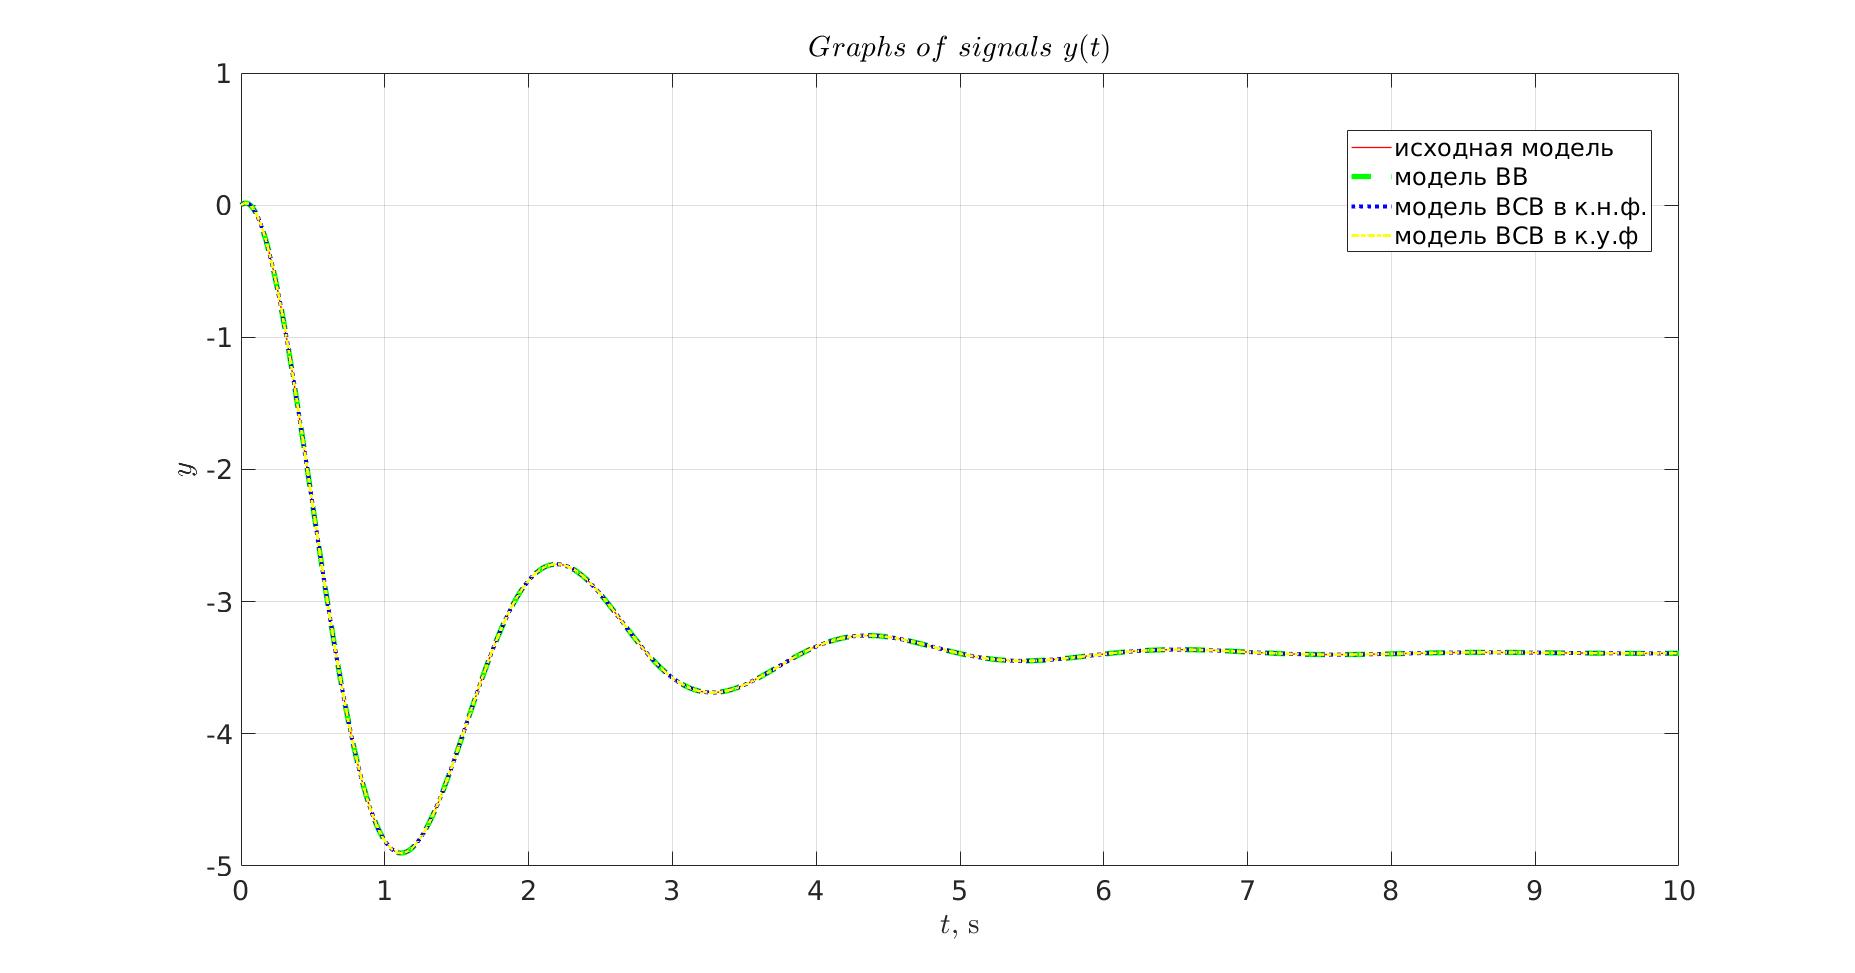 Graphs of signals y(t)
1
0
-1
-2
-3
-4
-5
y
исходная модель
модель ВВ
модель ВСВ в к.н.ф.
модель ВСВ в к.у.ф
0 1 2 3 4 5 6 7 8 9 10
t, s